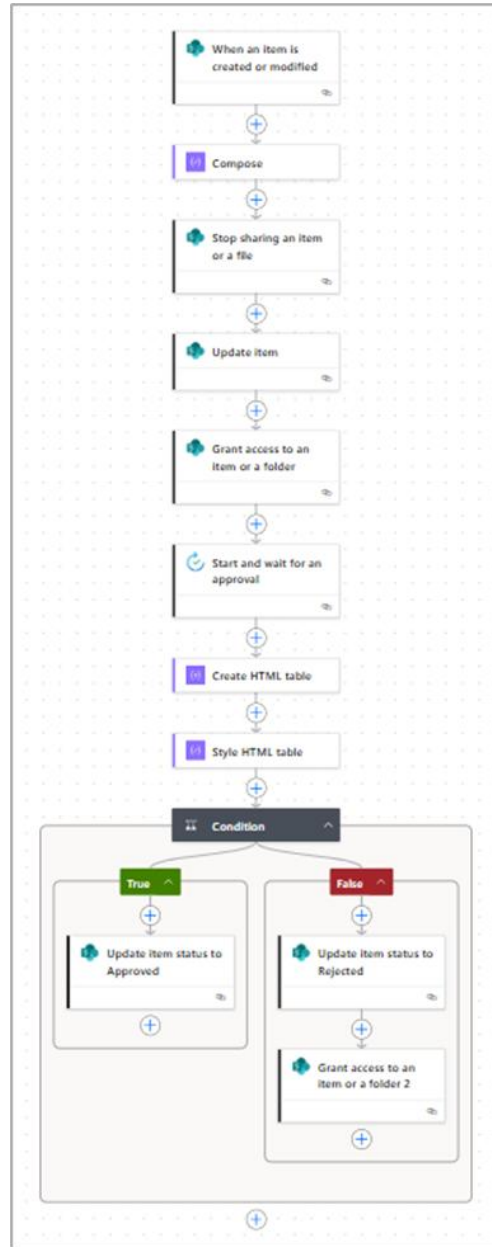 When an item is
created or modified
Compose
Stop sharing an item
or a file
Update item
Grant access to an
item or a folder
Start and wait for an
approval
Create HTML table
Style HTML table
Condition
True
False
Update item status to
Approved
Update item status to
Rejected
Grant access to an
item or a folder 2